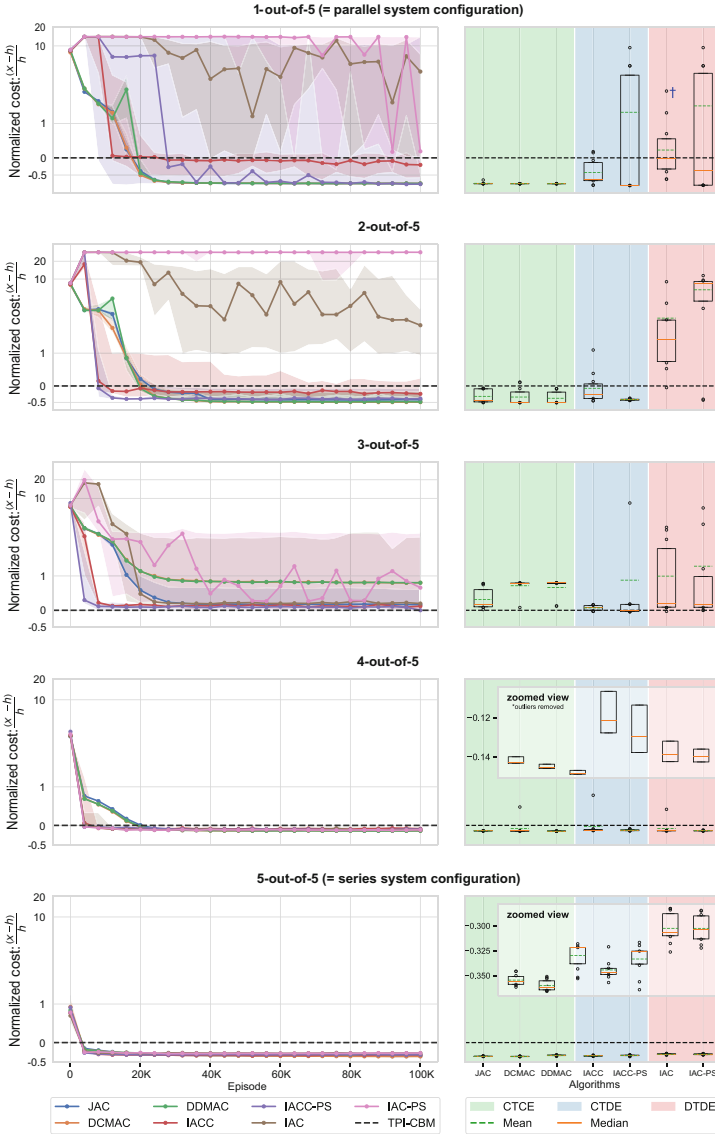 1-out-of-5 (= parallel system configuration)
Normalized cost: (x−h)/h
20
10
1
0
−0.5
†
2-out-of-5
Normalized cost: (x−h)/h
20
10
1
0
−0.5
3-out-of-5
Normalized cost: (x−h)/h
20
10
1
0
−0.5
4-out-of-5
Normalized cost: (x−h)/h
20
10
1
0
−0.5
zoomed view
*outliers removed
−0.12
−0.14
5-out-of-5 (= series system configuration)
Normalized cost: (x−h)/h
20
10
1
0
−0.5
0 20K 40K 60K 80K 100K
Episode
zoomed view
−0.300
−0.325
−0.350
JAC DCMAC DDMAC IACC IACC-PS IAC IAC-PS
Algorithms
JAC DDMAC IACC-PS IAC-PS
DCMAC IACC IAC TPI-CBM
CTCE CTDE DTDE
Mean Median